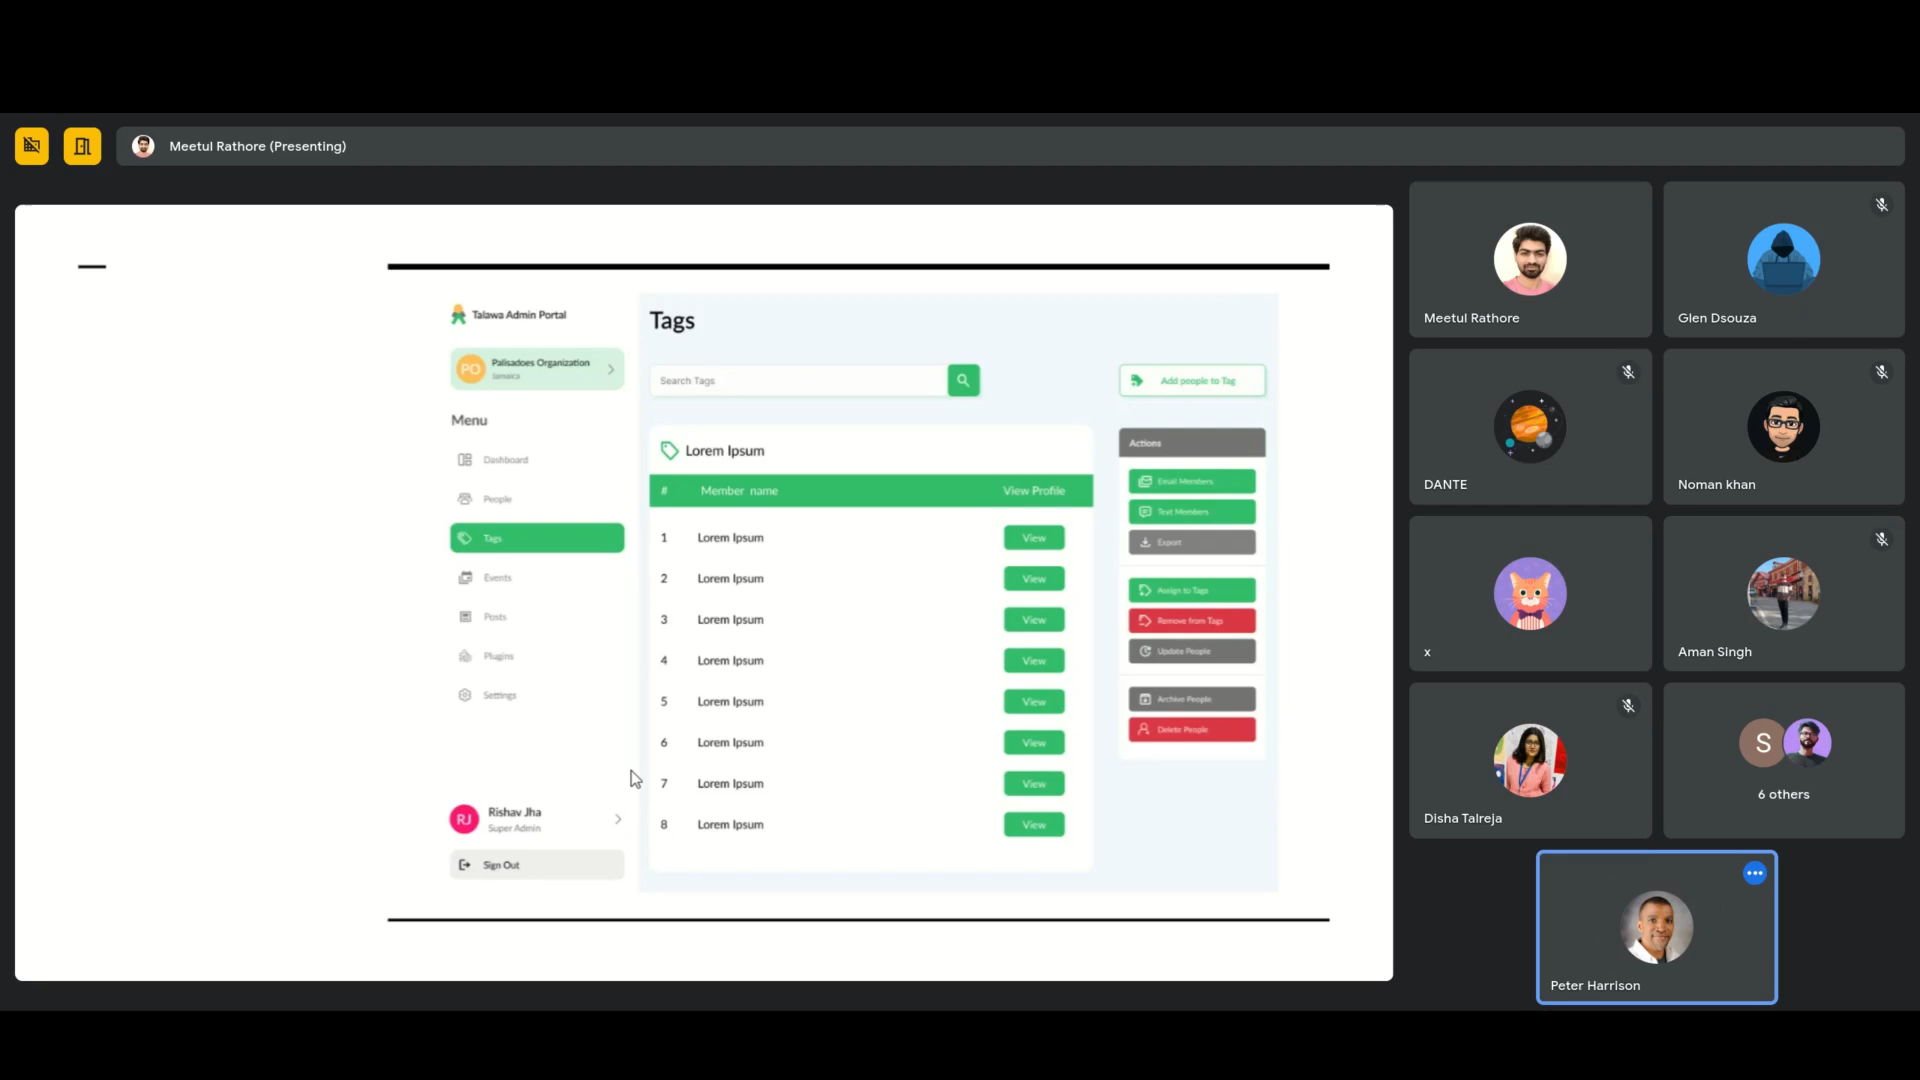 Meetul Rathore (Presenting)
Talawa Admin Portal
PO
Palisadoes Organization
Jamaica
Menu
Dashboard
People
Tags
Events
Posts
Plugins
Settings
RJ
Rishav Jha
Super Admin
Sign Out
Tags
Search Tags
Add people to Tag
Lorem Ipsum
# Member name View Profile
1 Lorem Ipsum View
2 Lorem Ipsum View
3 Lorem Ipsum View
4 Lorem Ipsum View
5 Lorem Ipsum View
6 Lorem Ipsum View
7 Lorem Ipsum View
8 Lorem Ipsum View
Actions
Email Members
Text Members
Export
Assign to Tags
Remove from Tags
Update People
Archive People
Delete People
Meetul Rathore
Glen Dsouza
DANTE
Noman khan
x
Aman Singh
Disha Talreja
S
6 others
Peter Harrison